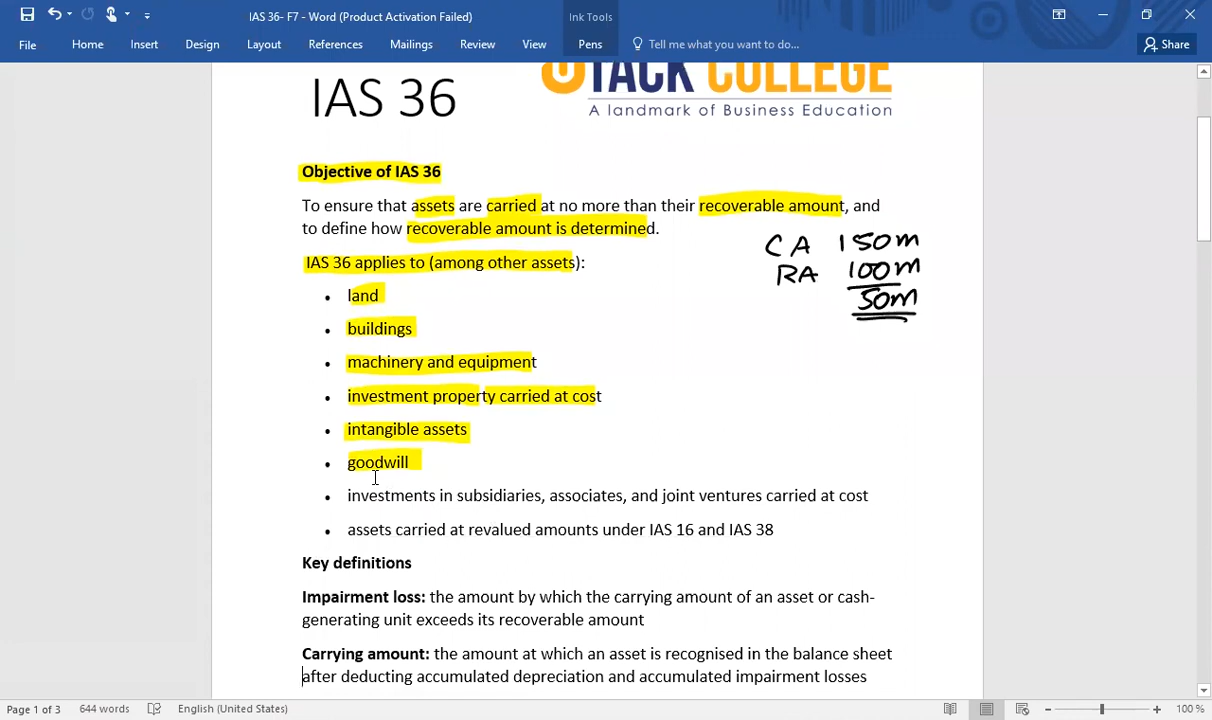 IAS 36- F7 - Word (Product Activation Failed)
Ink Tools
File
Home
Insert
Design
Layout
References
Mailings
Review
View
Pens
Tell me what you want to do...
Share
IAS 36
TACK COLLEGE
A landmark of Business Education
Objective of IAS 36
To ensure that assets are carried at no more than their recoverable amount, and
to define how recoverable amount is determined.
CA 150m
RA 100m
50m
IAS 36 applies to (among other assets):
• land
• buildings
• machinery and equipment
• investment property carried at cost
• intangible assets
• goodwill
• investments in subsidiaries, associates, and joint ventures carried at cost
• assets carried at revalued amounts under IAS 16 and IAS 38
Key definitions
Impairment loss: the amount by which the carrying amount of an asset or cash-
generating unit exceeds its recoverable amount
Carrying amount: the amount at which an asset is recognised in the balance sheet
after deducting accumulated depreciation and accumulated impairment losses
Page 1 of 3
644 words
English (United States)
100 %